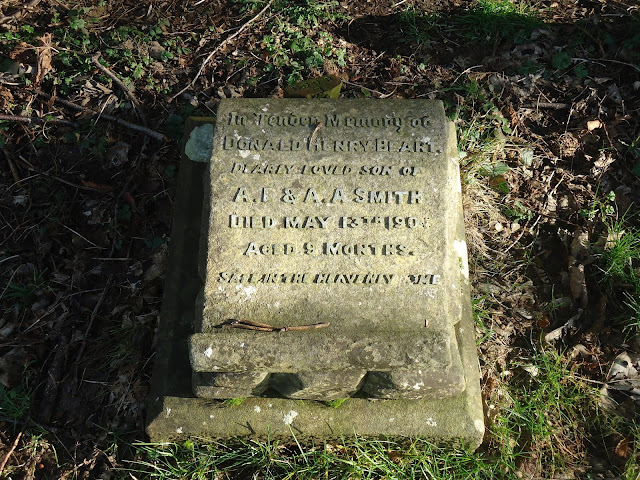 In Tender Memory of
DONALD HENRY BEART.
DEARLY LOVED SON OF
A. F & A. A. SMITH
DIED MAY 13TH 190
AGED 9 MONTHS.